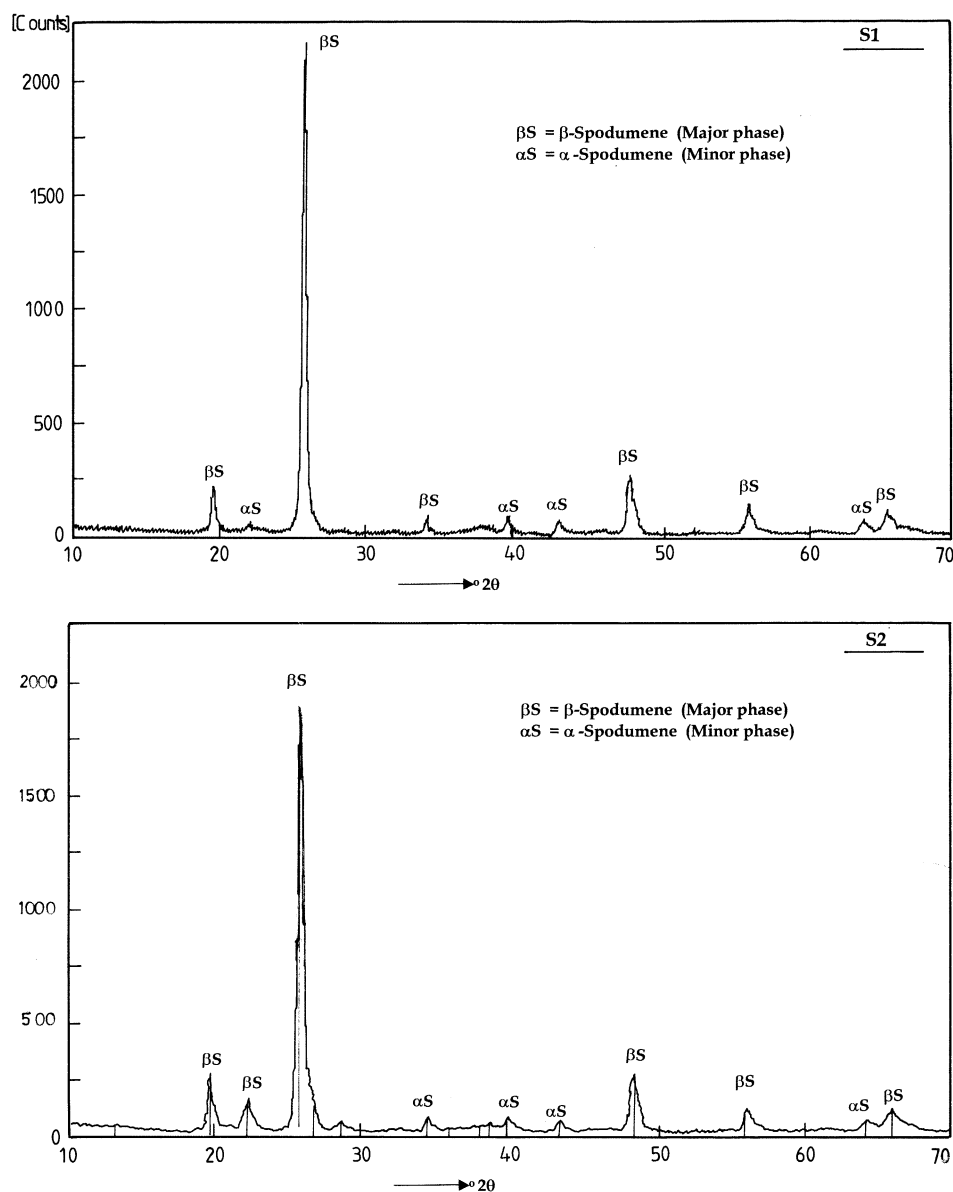 [Counts]
S1
βS
2000
βS = β-Spodumene (Major phase)
αS = α -Spodumene (Minor phase)
1500
1000
500
βS
αS
βS
αS
αS
βS
βS
αS
βS
0
10
20
30
40
50
60
70
° 2θ
S2
βS
2000
βS = β-Spodumene (Major phase)
αS = α -Spodumene (Minor phase)
1500
1000
500
βS
βS
αS
αS
αS
βS
βS
αS
βS
0
10
20
30
40
50
60
70
° 2θ